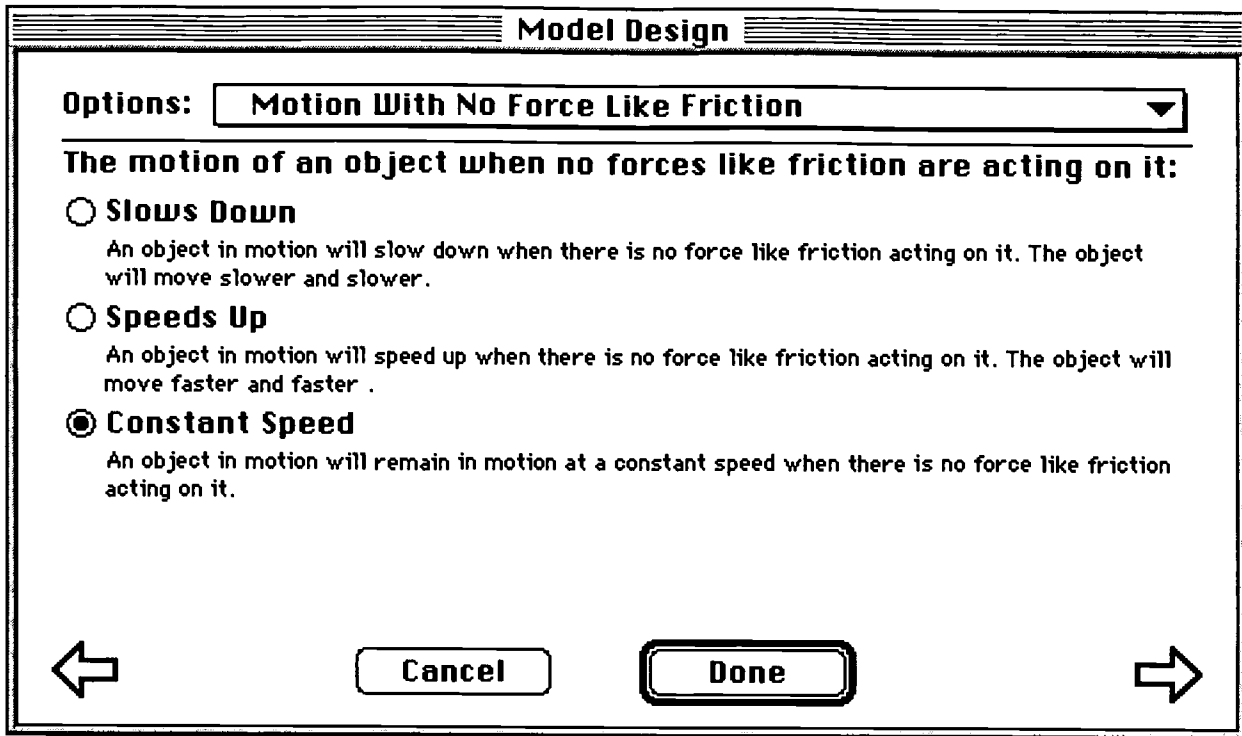 Model Design
Options: Motion With No Force Like Friction
The motion of an object when no forces like friction are acting on it:
Slows Down
An object in motion will slow down when there is no force like friction acting on it. The object
will move slower and slower.
Speeds Up
An object in motion will speed up when there is no force like friction acting on it. The object will
move faster and faster .
Constant Speed
An object in motion will remain in motion at a constant speed when there is no force like friction
acting on it.
Cancel Done